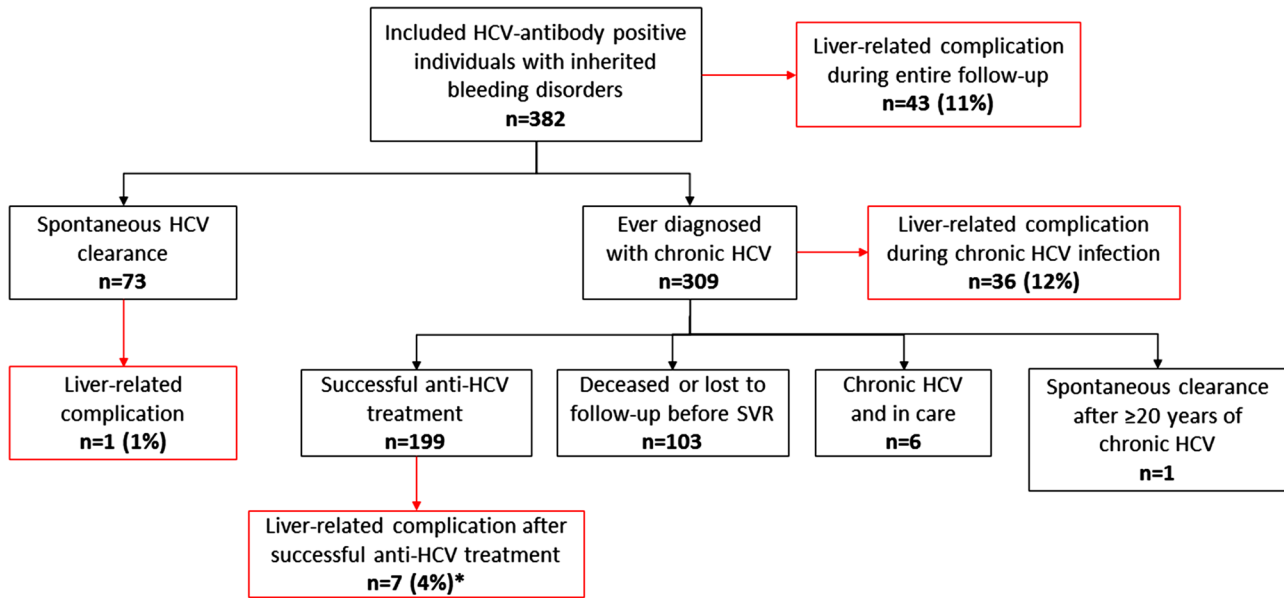 Included HCV-antibody positive
individuals with inherited
bleeding disorders
n=382
Liver-related complication
during entire follow-up
n=43 (11%)
Spontaneous HCV
clearance
n=73
Ever diagnosed
with chronic HCV
n=309
Liver-related complication
during chronic HCV infection
n=36 (12%)
Liver-related
complication
n=1 (1%)
Successful anti-HCV
treatment
n=199
Deceased or lost to
follow-up before SVR
n=103
Chronic HCV
and in care
n=6
Spontaneous clearance
after ≥20 years of
chronic HCV
n=1
Liver-related complication after
successful anti-HCV treatment
n=7 (4%)*